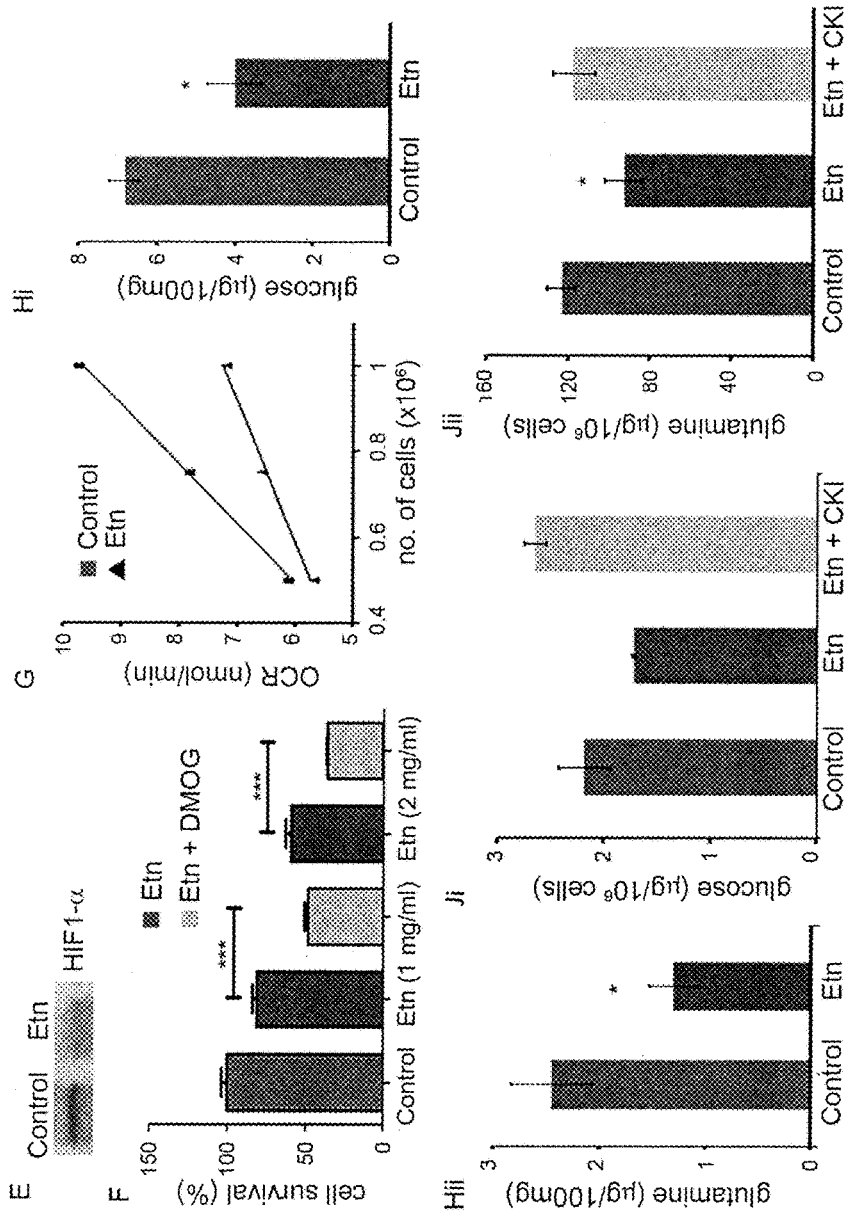 E
Control Etn
HIF1-α
F
cell survival (%)
150
100
50
0
Etn
Etn + DMOG
***
***
Control
Etn (1 mg/ml)
Etn (2 mg/ml)
G
OCR (nmol/min)
10
9
8
7
6
5
Control
Etn
0.4
0.6
0.8
1
no. of cells (x10⁶)
Hi
glucose (µg/100mg)
8
6
4
2
0
*
Control
Etn
Hii
glutamine (µg/100mg)
3
2
1
0
*
Control
Etn
Ji
glucose (µg/10⁶ cells)
3
2
1
0
Control
Etn
Etn + CKI
Jii
glutamine (µg/10⁶ cells)
160
120
80
40
0
*
Control
Etn
Etn + CKI